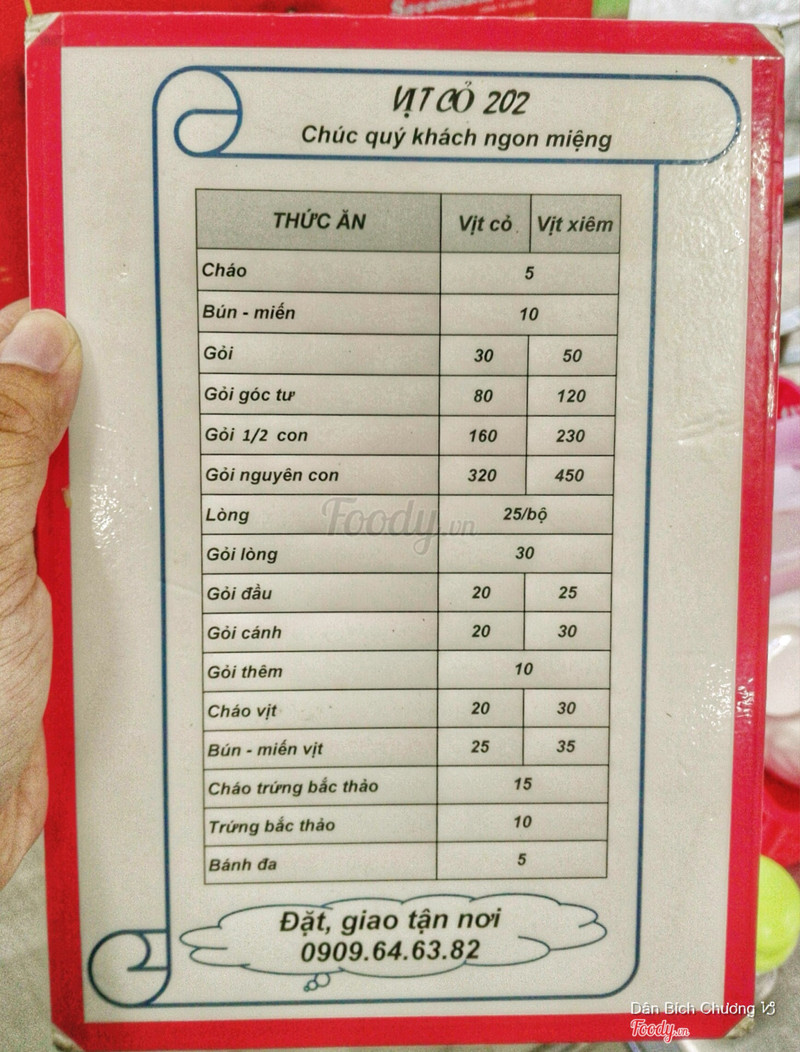 Sacomba
VỊT CỎ 202
Chúc quý khách ngon miệng
THỨC ĂN Vịt cỏ Vịt xiêm
Cháo 5
Bún - miến 10
Gỏi 30 50
Gỏi góc tư 80 120
Gỏi 1/2 con 160 230
Gỏi nguyên con 320 450
Lòng 25/bộ
Foody.vn
Gỏi lòng 30
Gỏi đầu 20 25
Gỏi cánh 20 30
Gỏi thêm 10
Cháo vịt 20 30
Bún - miến vịt 25 35
Cháo trứng bắc thảo 15
Trứng bắc thảo 10
Bánh đa 5
Đặt, giao tận nơi
0909.64.63.82
Dân Bích Chương
Foody.vn